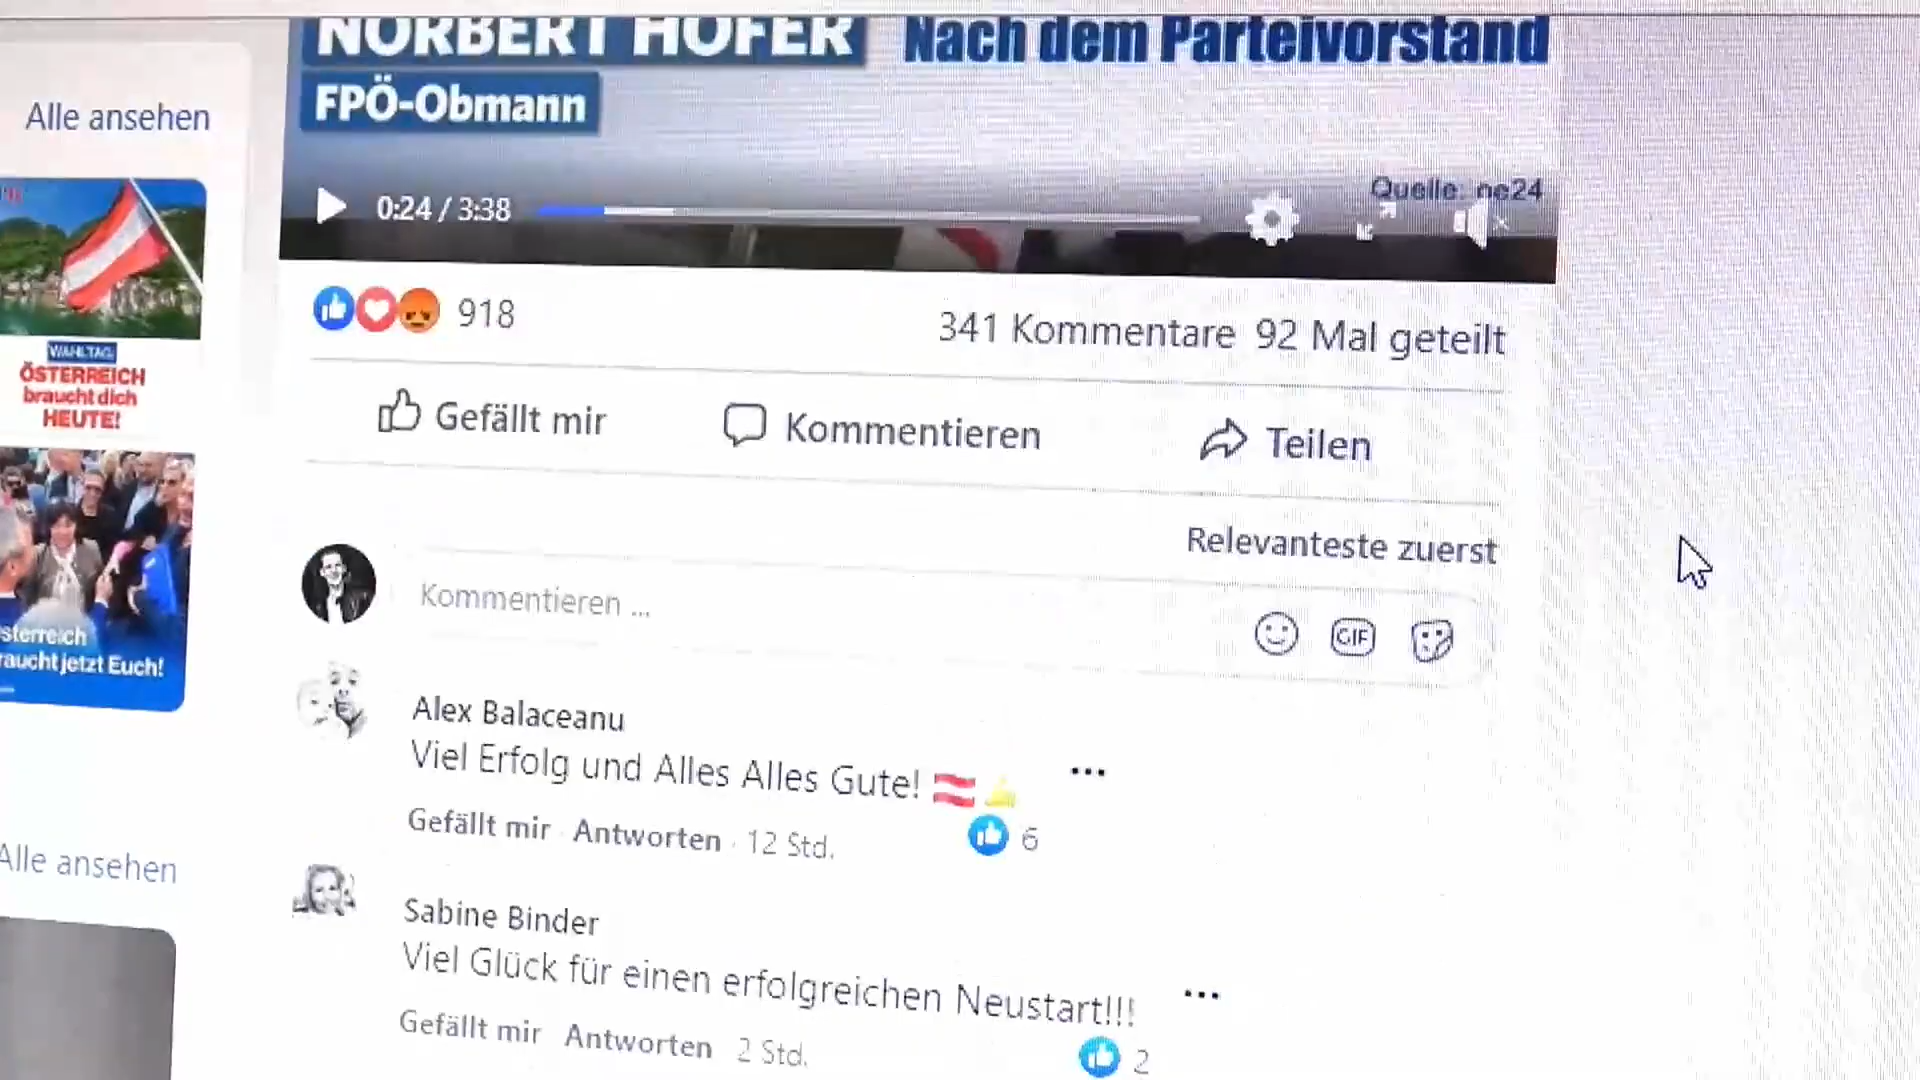 NORBERT HOFER
Nach dem Parteivorstand
FPÖ-Obmann
Alle ansehen
Quelle: oe24
0:24 / 3:38
WAHLTAG:
ÖSTERREICH
braucht dich
HEUTE!
918
341 Kommentare 92 Mal geteilt
Gefällt mir
Kommentieren
Teilen
Relevanteste zuerst
Kommentieren ...
GIF
sterreich
raucht jetzt Euch!
Alex Balaceanu
Viel Erfolg und Alles Alles Gute!
Gefällt mir · Antworten · 12 Std.
6
Alle ansehen
Sabine Binder
Viel Glück für einen erfolgreichen Neustart!!!
Gefällt mir Antworten 2 Std.
2